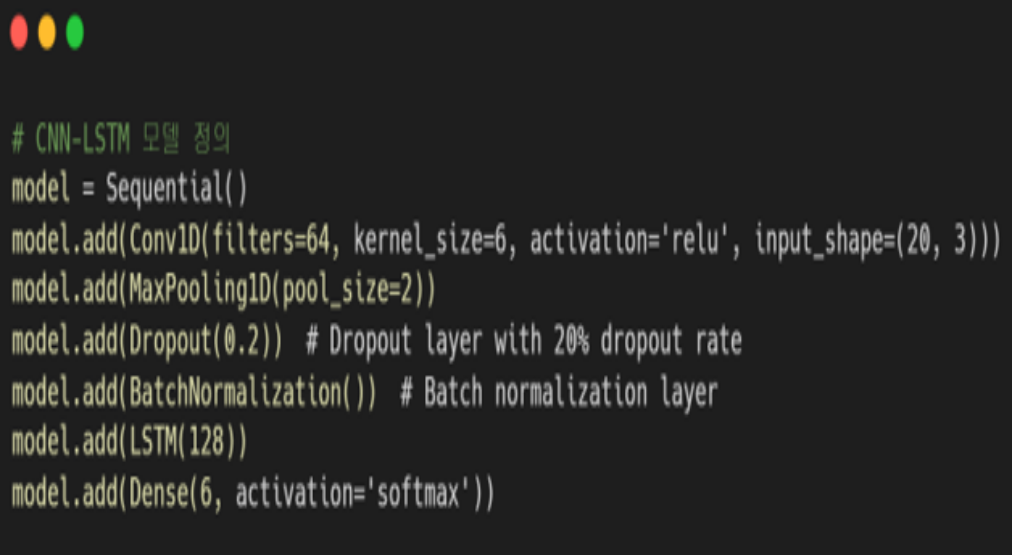 # CNN-LSTM 모델 정의
model = Sequential()
model.add(Conv1D(filters=64, kernel_size=6, activation='relu', input_shape=(20, 3)))
model.add(MaxPooling1D(pool_size=2))
model.add(Dropout(0.2))  # Dropout layer with 20% dropout rate
model.add(BatchNormalization())  # Batch normalization layer
model.add(LSTM(128))
model.add(Dense(6, activation='softmax'))